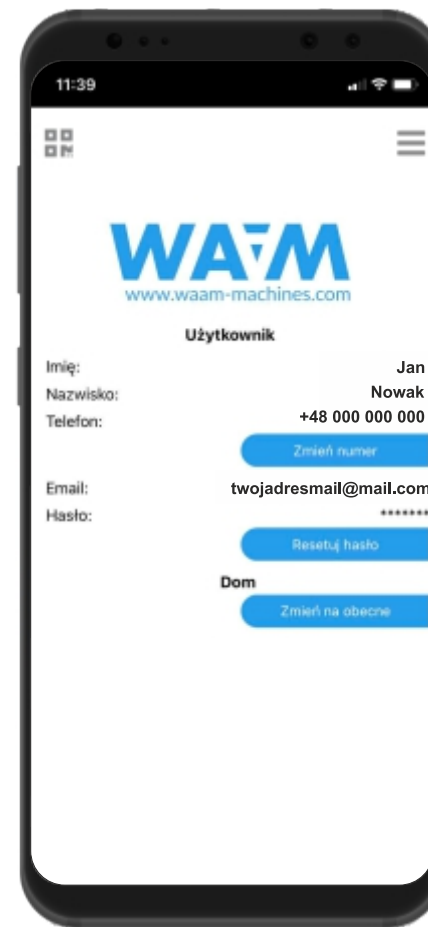 11:39
WAAM
www.waam-machines.com
Użytkownik
Imię: Jan
Nazwisko: Nowak
Telefon: +48 000 000 000
Zmień numer
Email: twojadresmail@mail.com
Hasło: *******
Resetuj hasło
Dom
Zmień na obecne